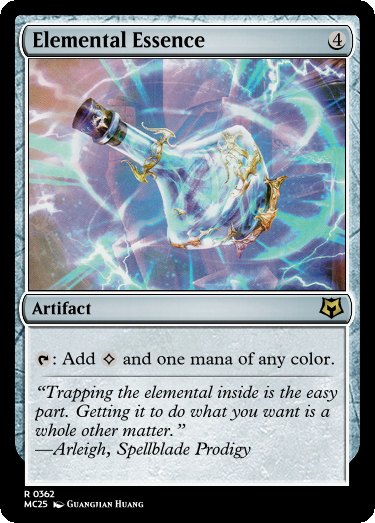 Elemental Essence 4
Artifact
: Add and one mana of any color.
“Trapping the elemental inside is the easy
part. Getting it to do what you want is a
whole other matter.”
—Arleigh, Spellblade Prodigy
R 0362
MC25 Guangjian Huang